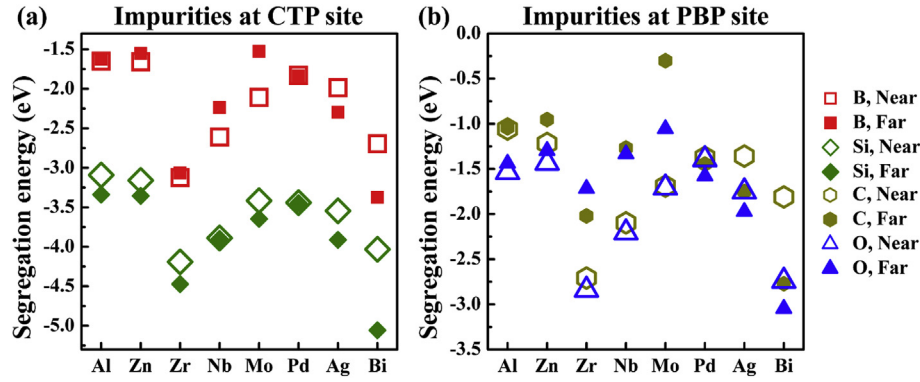 (a) Impurities at CTP site
Segregation energy (eV)
-1.5
-2.0
-2.5
-3.0
-3.5
-4.0
-4.5
-5.0
Al Zn Zr Nb Mo Pd Ag Bi
(b) Impurities at PBP site
Segregation energy (eV)
0.0
-0.5
-1.0
-1.5
-2.0
-2.5
-3.0
-3.5
Al Zn Zr Nb Mo Pd Ag Bi
B, Near
B, Far
Si, Near
Si, Far
C, Near
C, Far
O, Near
O, Far